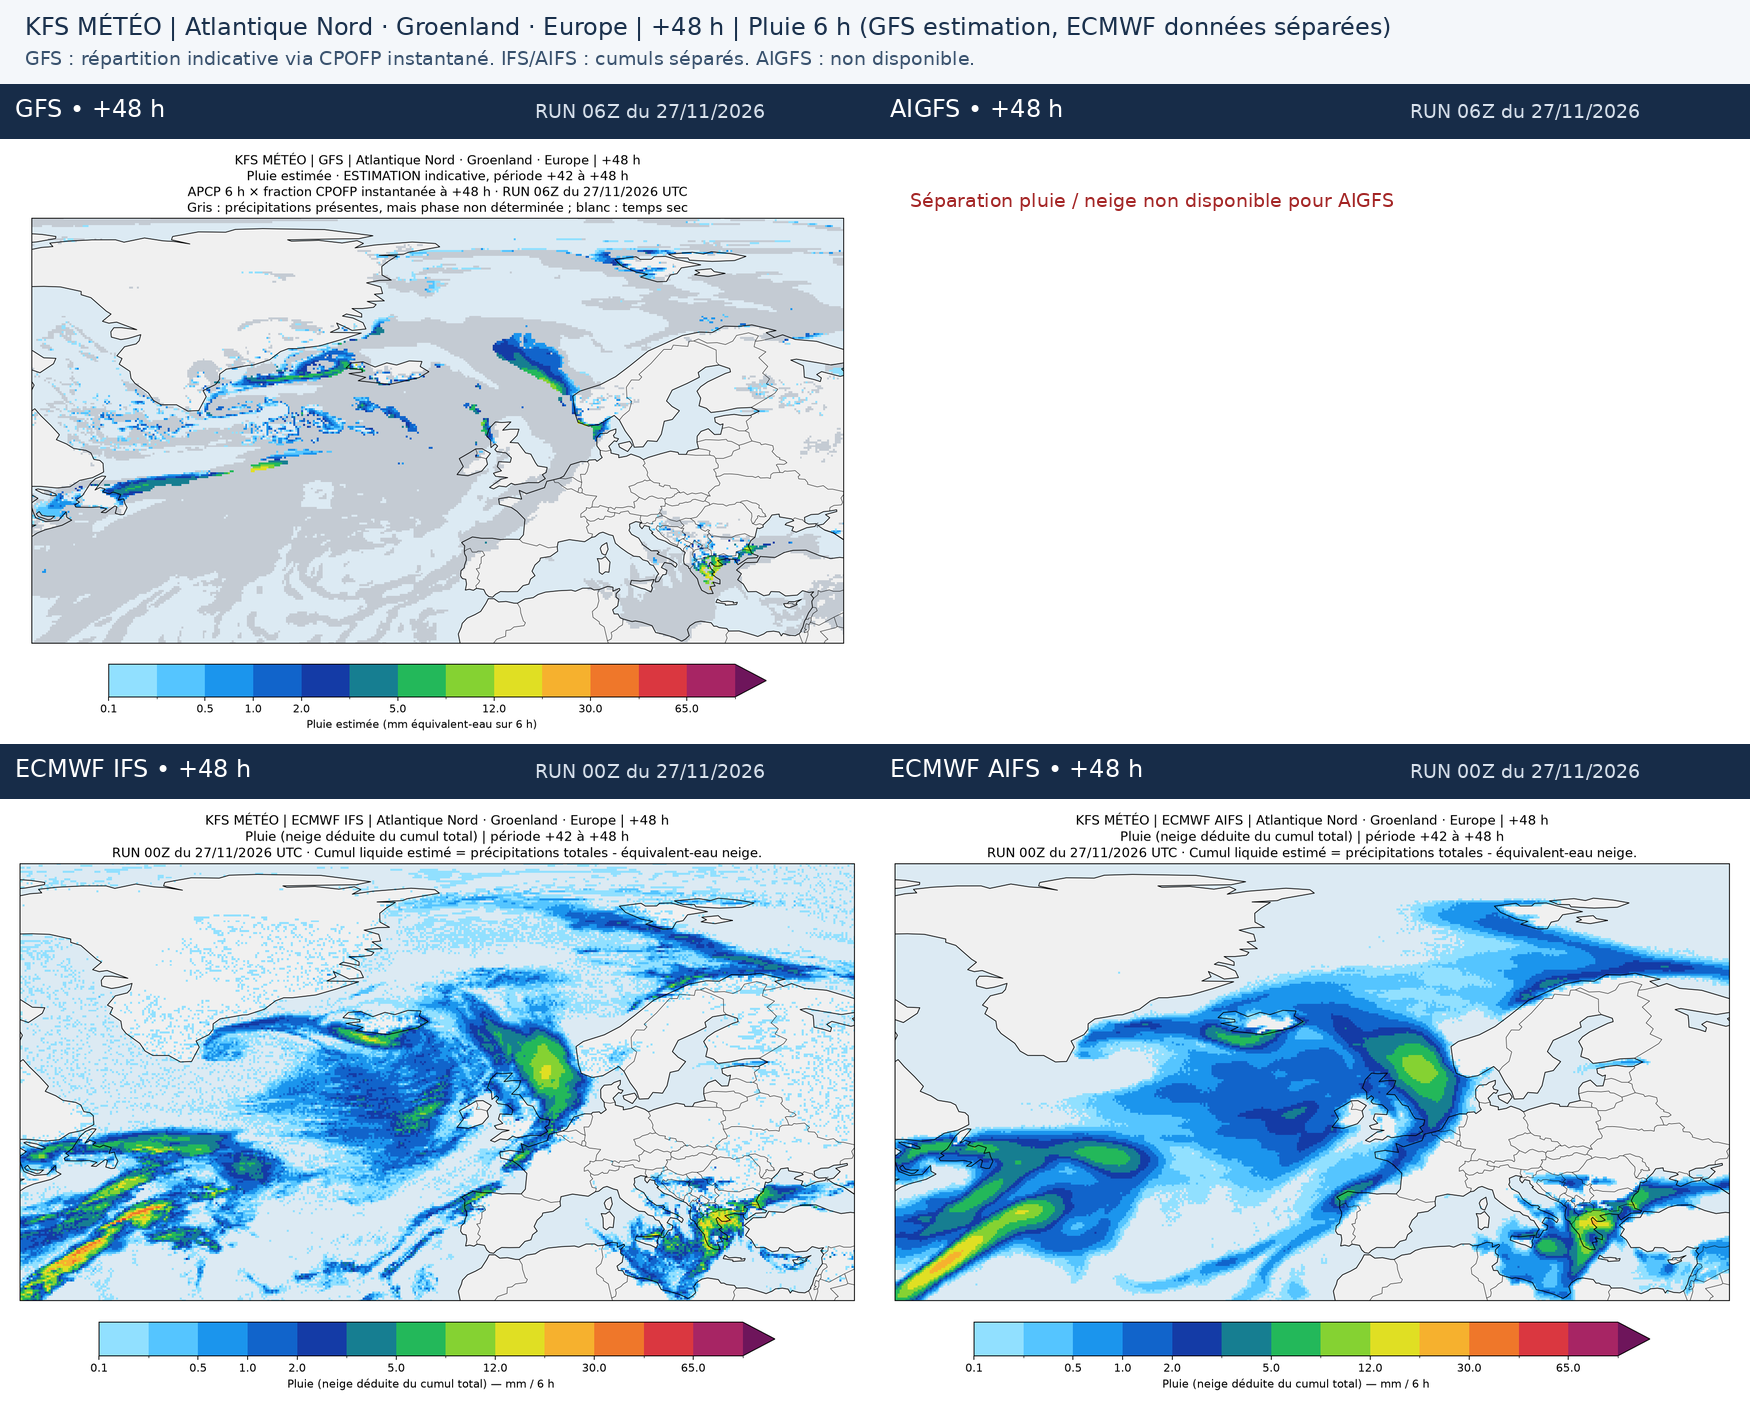 KFS MÉTÉO | Atlantique Nord · Groenland · Europe | +48 h | Pluie 6 h (GFS estimation, ECMWF données séparées)
GFS : répartition indicative via CPOFP instantané. IFS/AIFS : cumuls séparés. AIGFS : non disponible.
GFS • +48 h RUN 06Z du 27/11/2026
KFS MÉTÉO | GFS | Atlantique Nord · Groenland · Europe | +48 h
Pluie estimée · ESTIMATION indicative, période +42 à +48 h
APCP 6 h × fraction CPOFP instantanée à +48 h · RUN 06Z du 27/11/2026 UTC
Gris : précipitations présentes, mais phase non déterminée ; blanc : temps sec
0.1 0.5 1.0 2.0 5.0 12.0 30.0 65.0
Pluie estimée (mm équivalent-eau sur 6 h)
AIGFS • +48 h RUN 06Z du 27/11/2026
Séparation pluie / neige non disponible pour AIGFS
ECMWF IFS • +48 h RUN 00Z du 27/11/2026
KFS MÉTÉO | ECMWF IFS | Atlantique Nord · Groenland · Europe | +48 h
Pluie (neige déduite du cumul total) | période +42 à +48 h
RUN 00Z du 27/11/2026 UTC · Cumul liquide estimé = précipitations totales - équivalent-eau neige.
0.1 0.5 1.0 2.0 5.0 12.0 30.0 65.0
Pluie (neige déduite du cumul total) — mm / 6 h
ECMWF AIFS • +48 h RUN 00Z du 27/11/2026
KFS MÉTÉO | ECMWF AIFS | Atlantique Nord · Groenland · Europe | +48 h
Pluie (neige déduite du cumul total) | période +42 à +48 h
RUN 00Z du 27/11/2026 UTC · Cumul liquide estimé = précipitations totales - équivalent-eau neige.
0.1 0.5 1.0 2.0 5.0 12.0 30.0 65.0
Pluie (neige déduite du cumul total) — mm / 6 h